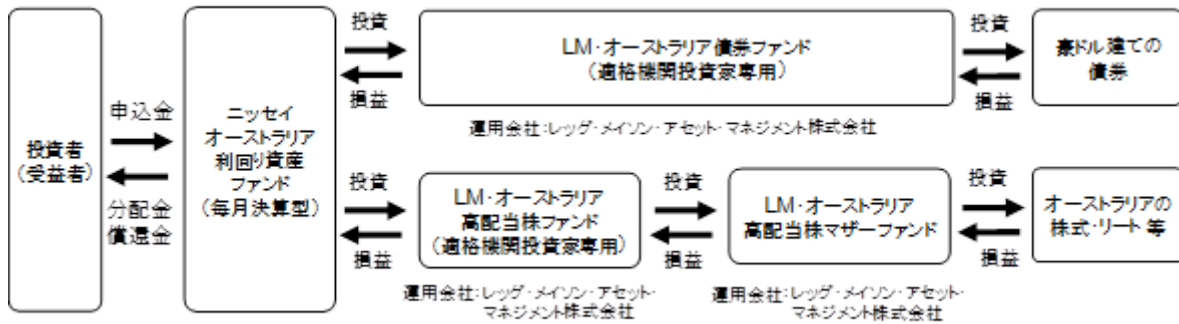 投資者
(受益者)
申込金
分配金
償還金
ニッセイ
オーストラリア
利回り資産
ファンド
(毎月決算型)
投資
損益
LM・オーストラリア債券ファンド
(適格機関投資家専用)
運用会社:レッグ・メイソン・アセット・マネジメント株式会社
投資
損益
豪ドル建ての
債券
投資
損益
LM・オーストラリア
高配当株ファンド
(適格機関投資家専用)
運用会社:レッグ・メイソン・アセット・
マネジメント株式会社
投資
損益
LM・オーストラリア
高配当株マザーファンド
運用会社:レッグ・メイソン・アセット・
マネジメント株式会社
投資
損益
オーストラリアの
株式・リート等